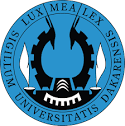 LUX MEA LEX
SIGILLUM UNIVERSITATIS DAKARENSIS